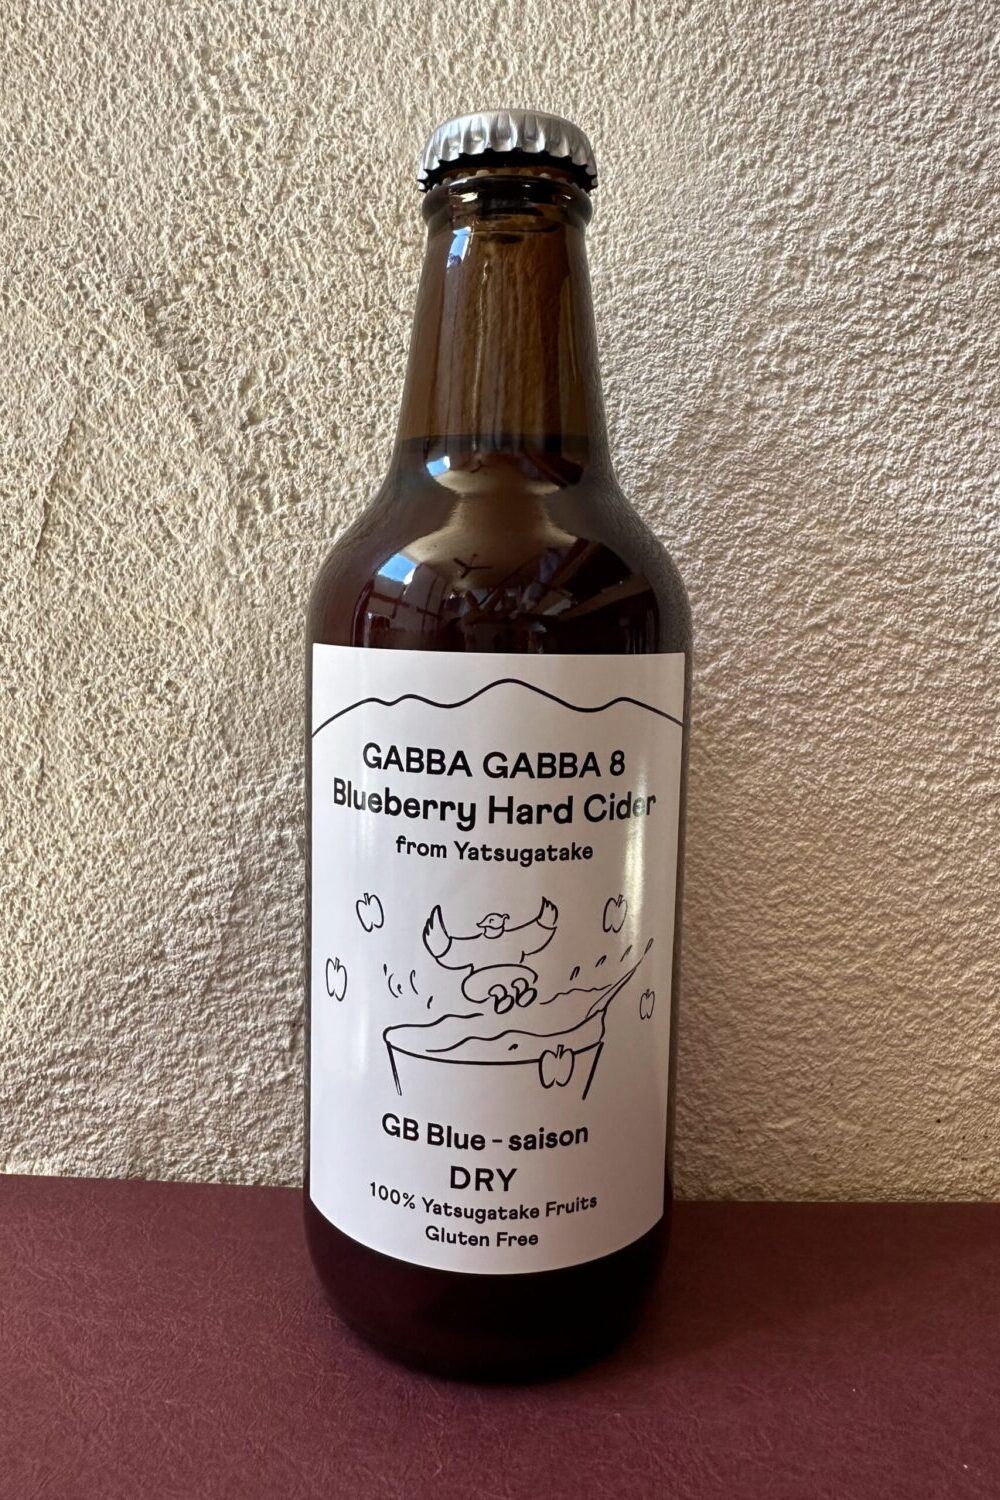 GABBA GABBA 8
Blueberry Hard Cider
from Yatsugatake
GB Blue - saison
DRY
100% Yatsugatake Fruits
Gluten Free